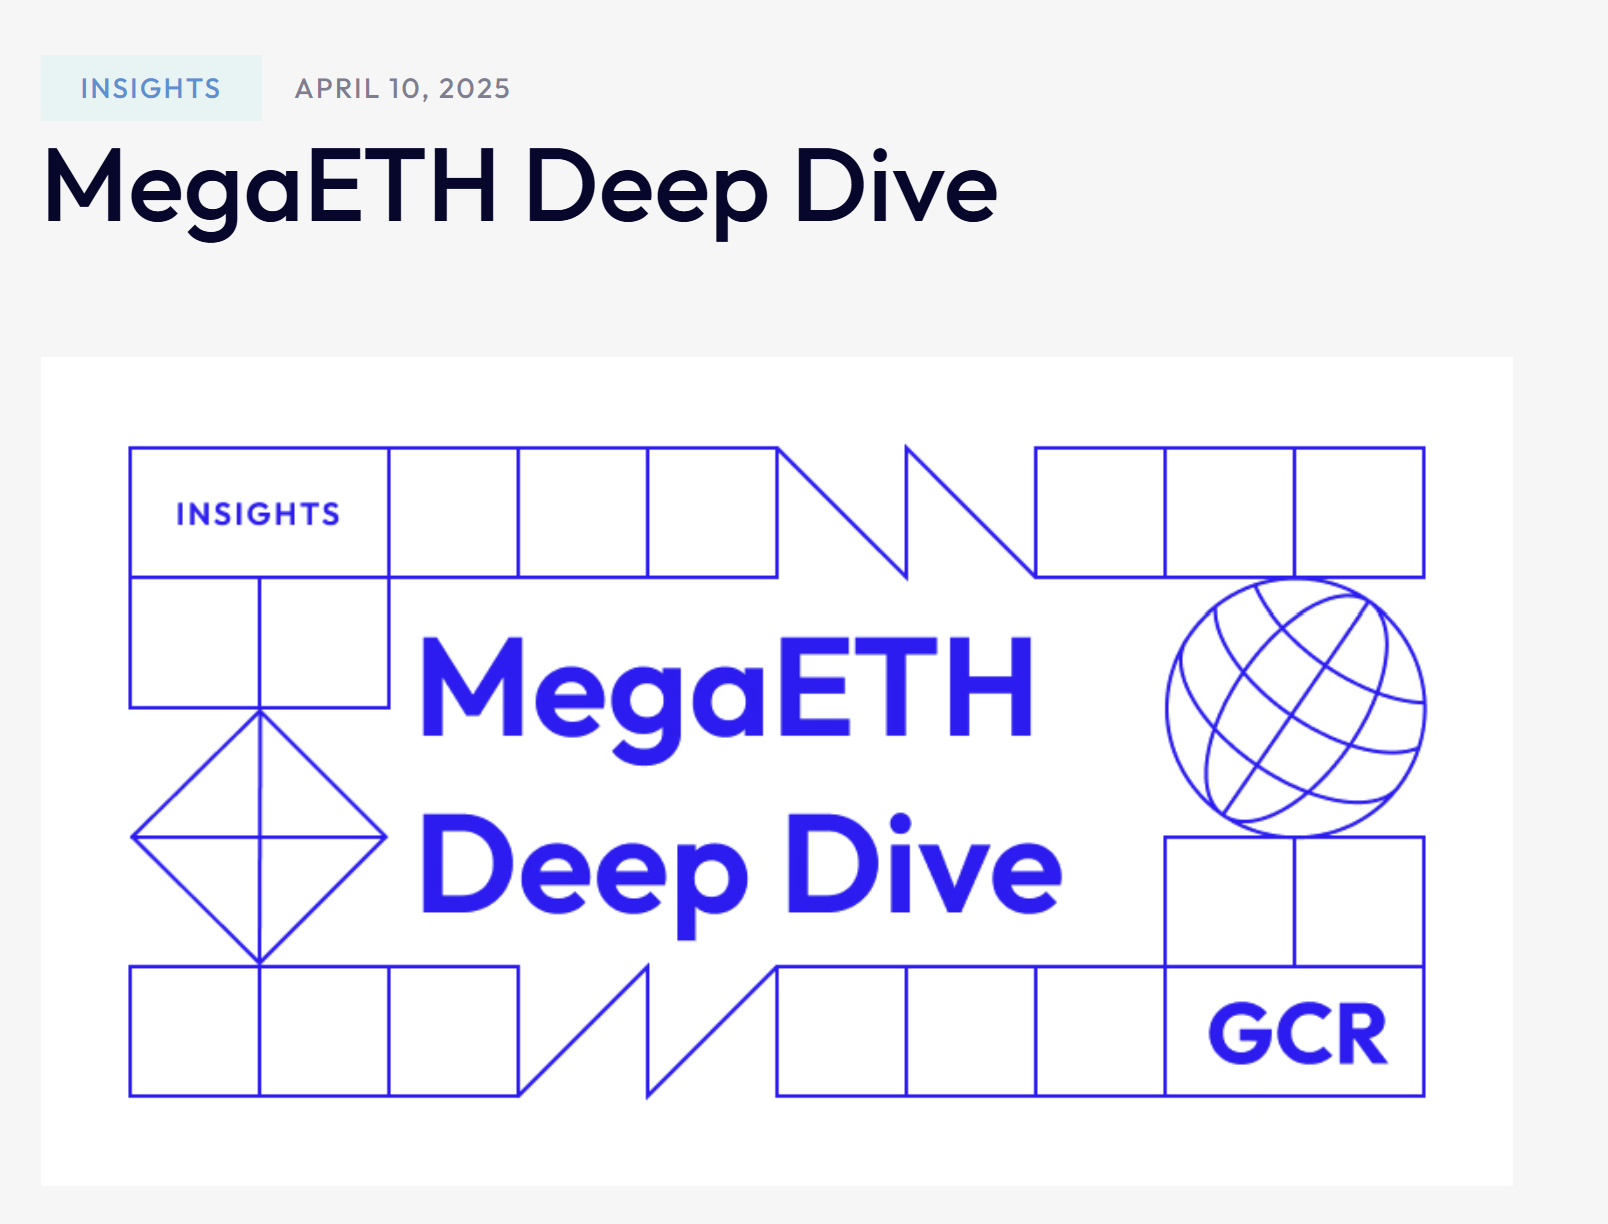 INSIGHTS APRIL 10, 2025
MegaETH Deep Dive
INSIGHTS
MegaETH
Deep Dive
GCR